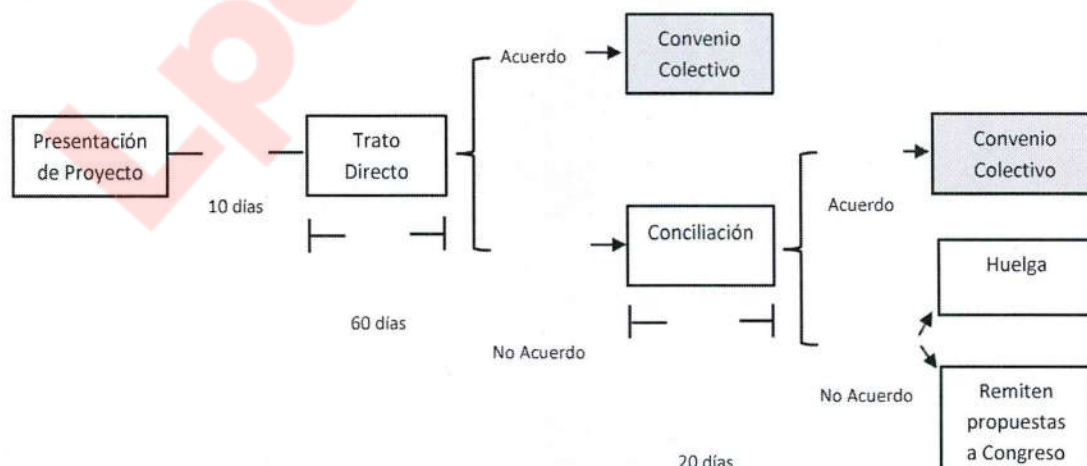 Presentación
de Proyecto
10 días
Trato
Directo
60 días
Acuerdo
Convenio
Colectivo
No Acuerdo
Conciliación
20 días
Acuerdo
Convenio
Colectivo
No Acuerdo
Huelga
Remiten
propuestas
a Congreso
Lp